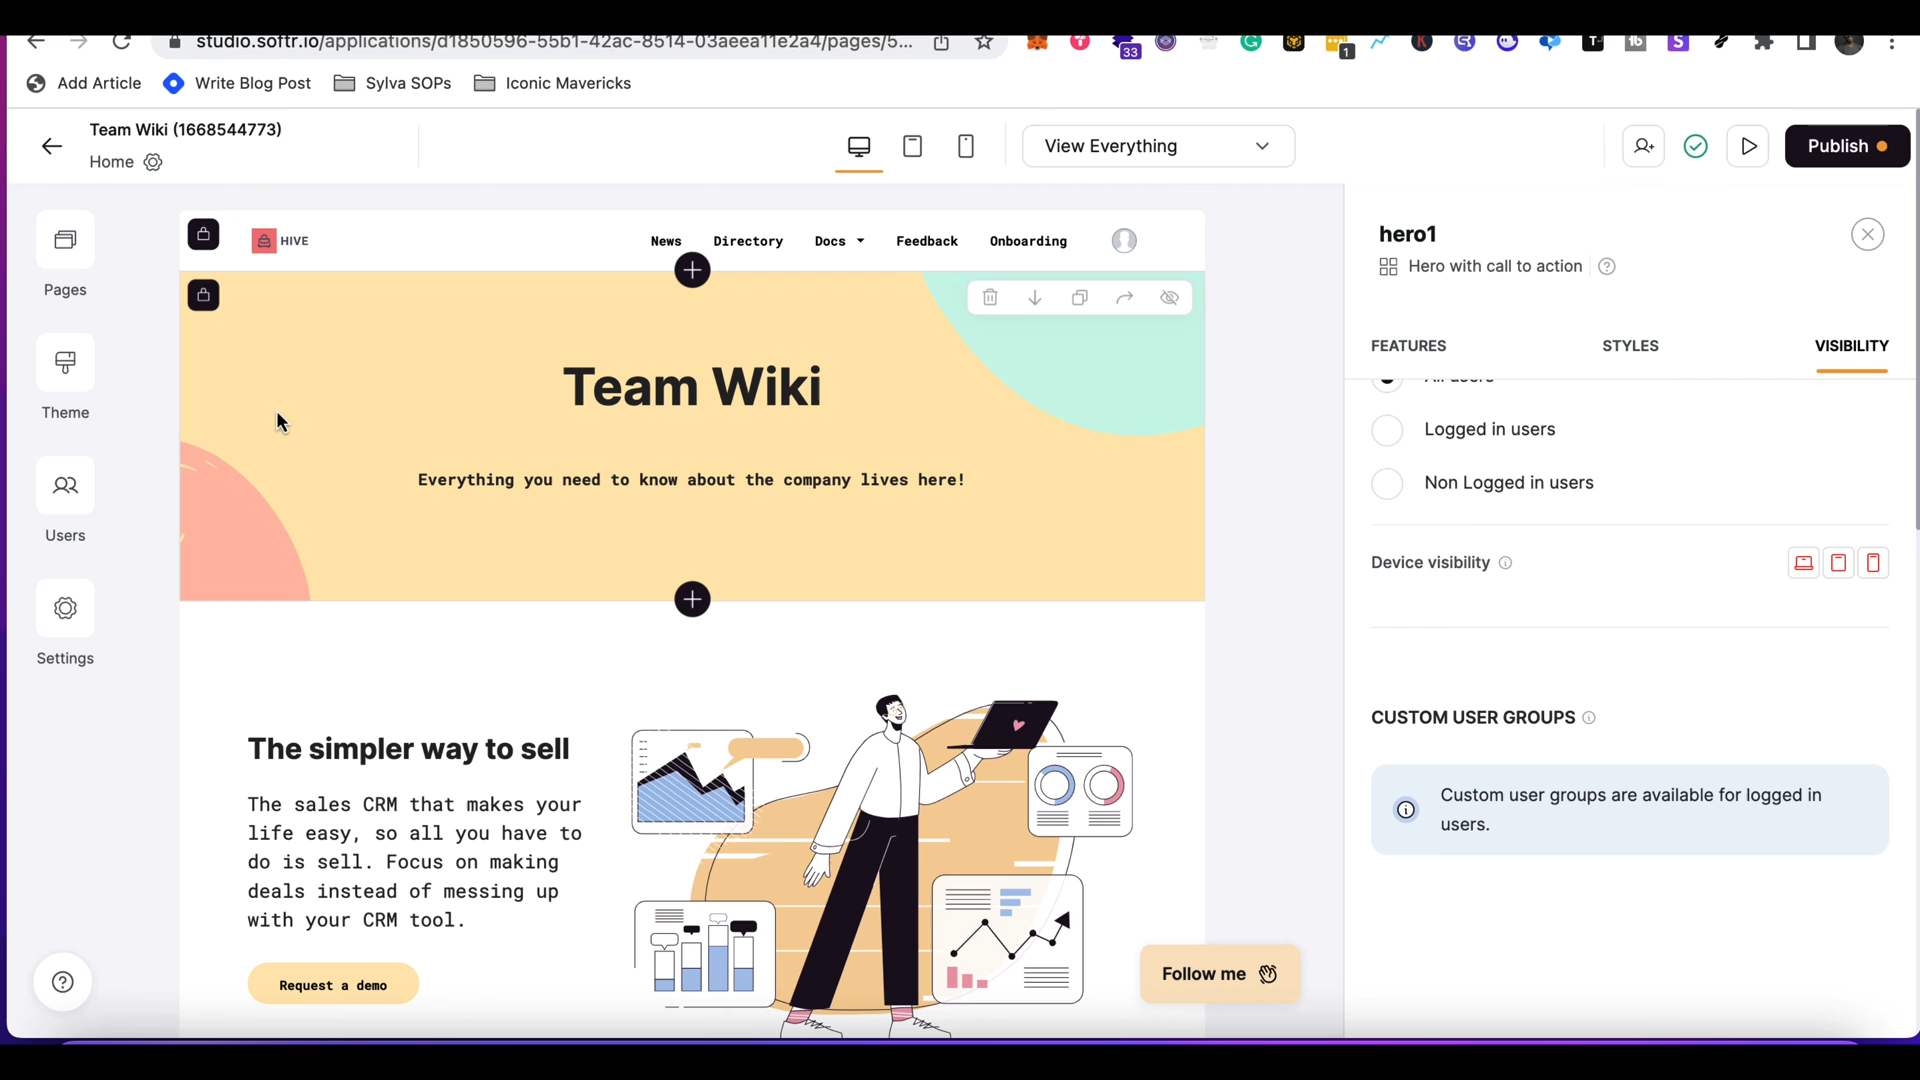 studio.softr.io/applications/d1850596-55b1-42ac-8514-03aeea11e2a4/pages/5...
33
1
Add Article
Write Blog Post
Sylva SOPs
Iconic Mavericks
Team Wiki (1668544773)
Home
View Everything
Publish
Pages
Theme
Users
Settings
HIVE
News
Directory
Docs
Feedback
Onboarding
Team Wiki
Everything you need to know about the company lives here!
The simpler way to sell
The sales CRM that makes your
life easy, so all you have to
do is sell. Focus on making
deals instead of messing up
with your CRM tool.
Request a demo
Follow me
hero1
Hero with call to action
FEATURES
STYLES
VISIBILITY
All users
Logged in users
Non Logged in users
Device visibility
CUSTOM USER GROUPS
Custom user groups are available for logged in
users.